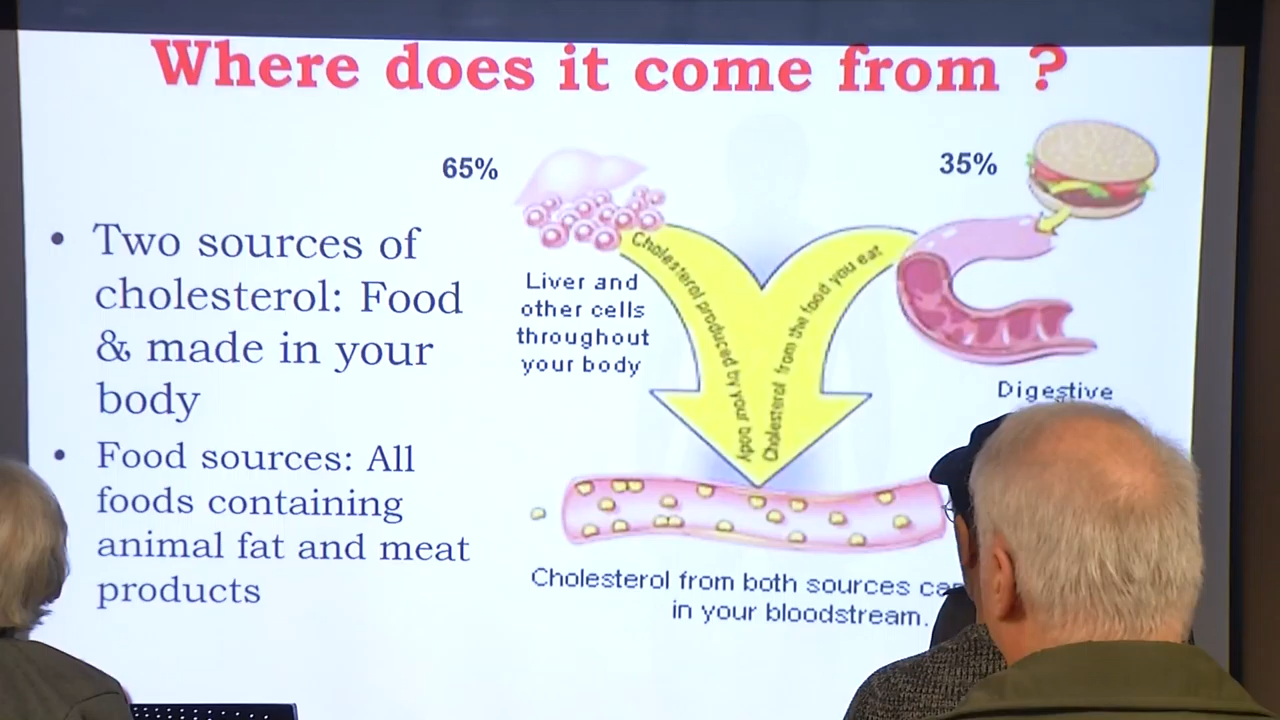 Where does it come from ?
65%
35%
• Two sources of
cholesterol: Food
& made in your
body
• Food sources: All
foods containing
animal fat and meat
products
Liver and
other cells
throughout
your body
Cholesterol produced by your body
Cholesterol from the food you eat
Digestive
Cholesterol from both sources
in your bloodstream.